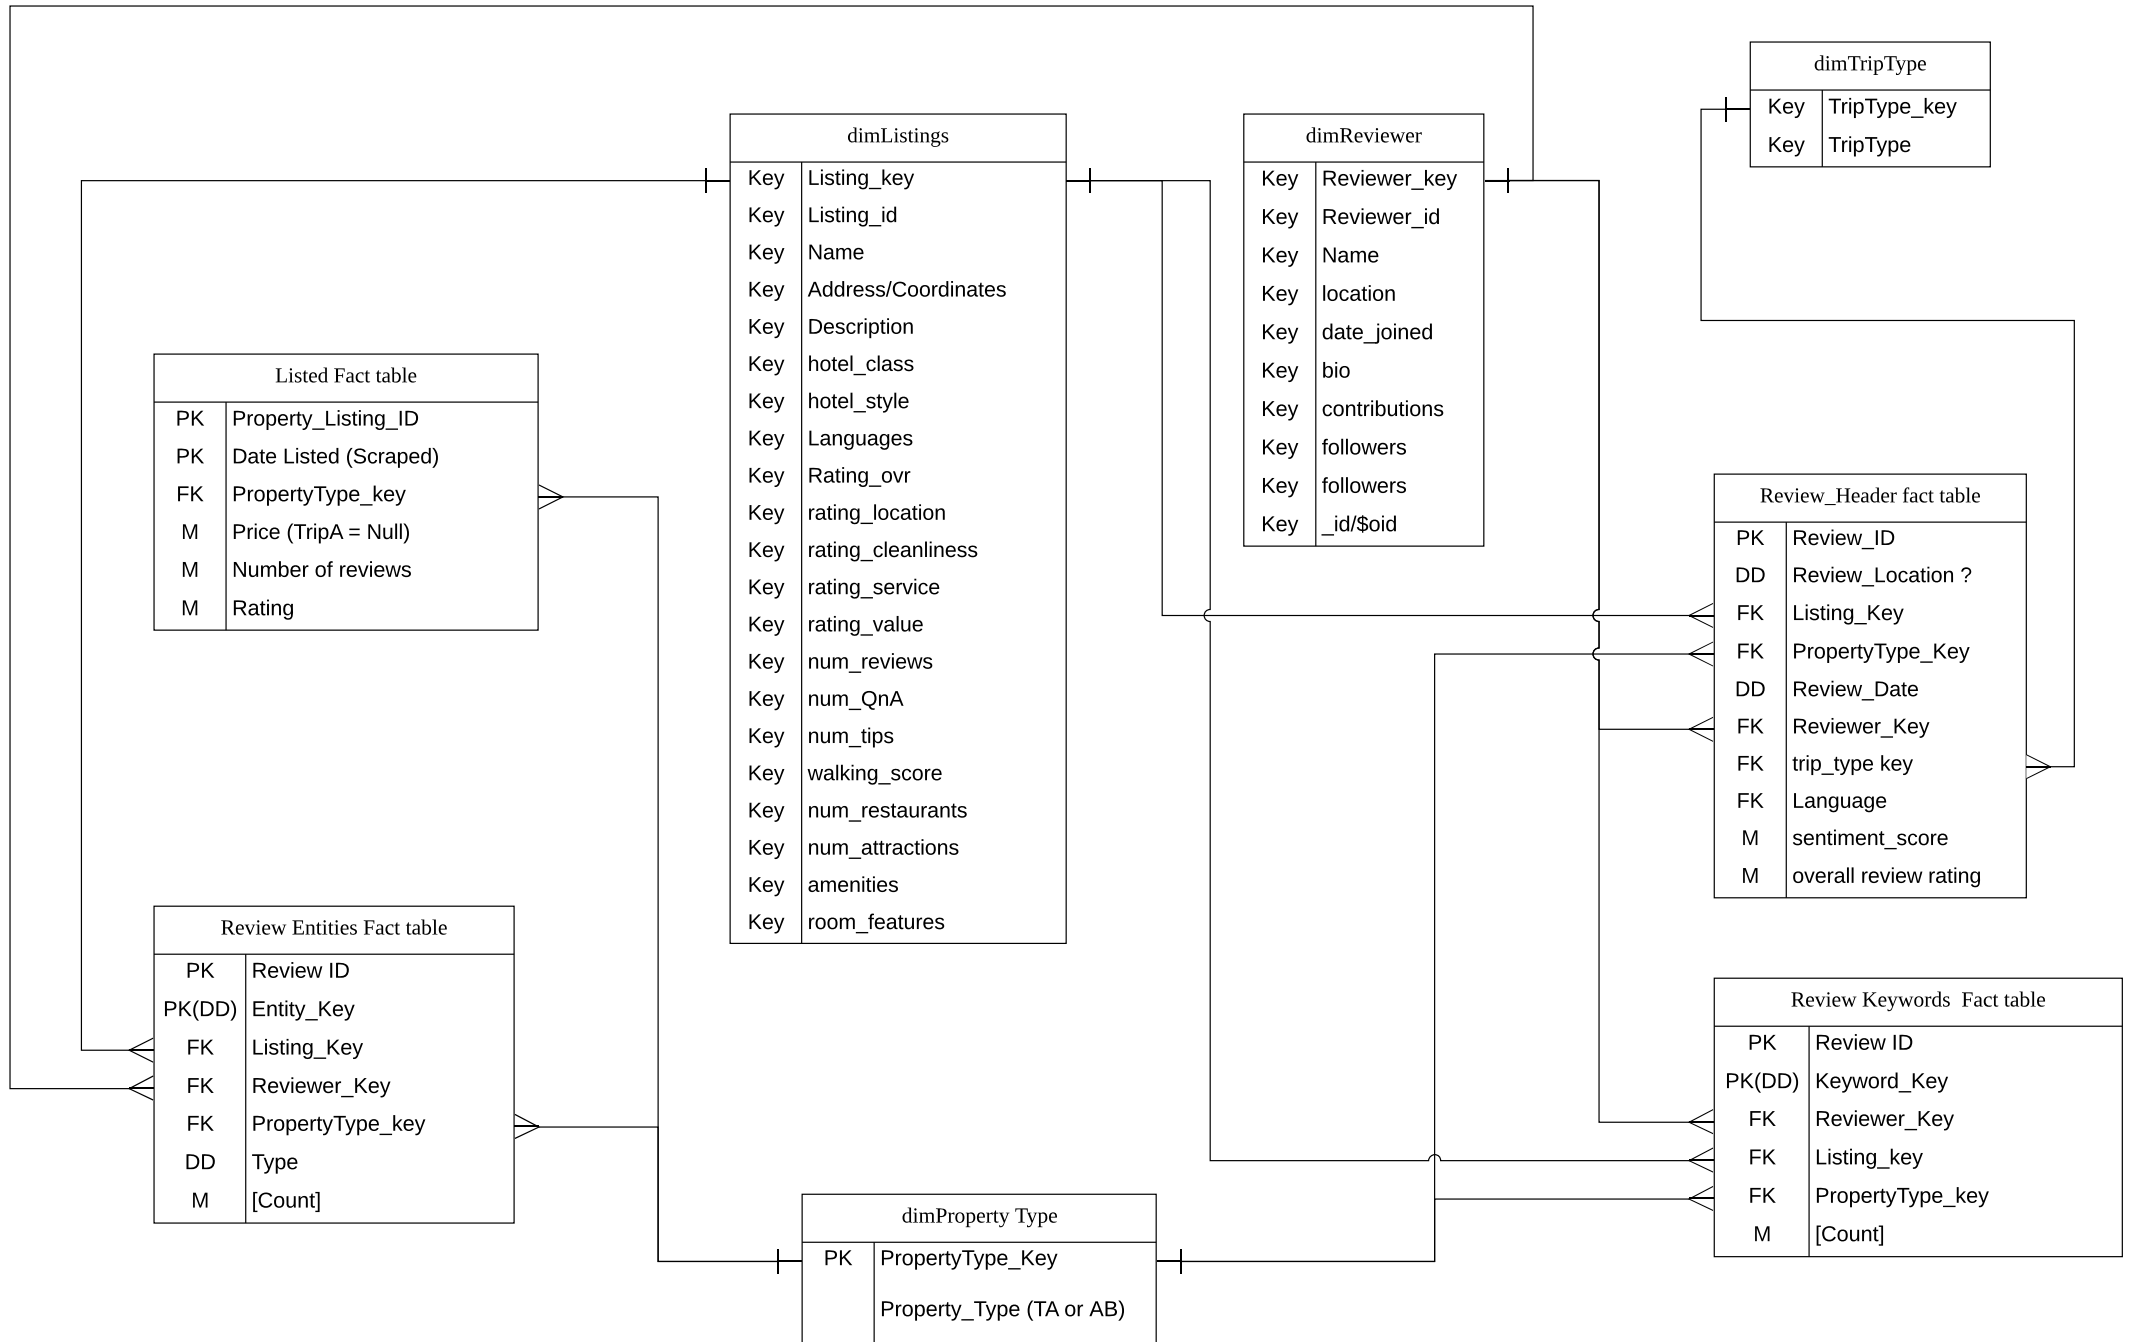 dimTripType
Key TripType_key
Key TripType
dimListings
Key Listing_key
Key Listing_id
Key Name
Key Address/Coordinates
Key Description
Key hotel_class
Key hotel_style
Key Languages
Key Rating_ovr
Key rating_location
Key rating_cleanliness
Key rating_service
Key rating_value
Key num_reviews
Key num_QnA
Key num_tips
Key walking_score
Key num_restaurants
Key num_attractions
Key amenities
Key room_features
dimReviewer
Key Reviewer_key
Key Reviewer_id
Key Name
Key location
Key date_joined
Key bio
Key contributions
Key followers
Key followers
Key _id/$oid
Listed Fact table
PK Property_Listing_ID
PK Date Listed (Scraped)
FK PropertyType_key
M Price (TripA = Null)
M Number of reviews
M Rating
Review_Header fact table
PK Review_ID
DD Review_Location ?
FK Listing_Key
FK PropertyType_Key
DD Review_Date
FK Reviewer_Key
FK trip_type key
FK Language
M sentiment_score
M overall review rating
Review Entities Fact table
PK Review ID
PK(DD) Entity_Key
FK Listing_Key
FK Reviewer_Key
FK PropertyType_key
DD Type
M [Count]
Review Keywords  Fact table
PK Review ID
PK(DD) Keyword_Key
FK Reviewer_Key
FK Listing_key
FK PropertyType_key
M [Count]
dimProperty Type
PK PropertyType_Key
Property_Type (TA or AB)